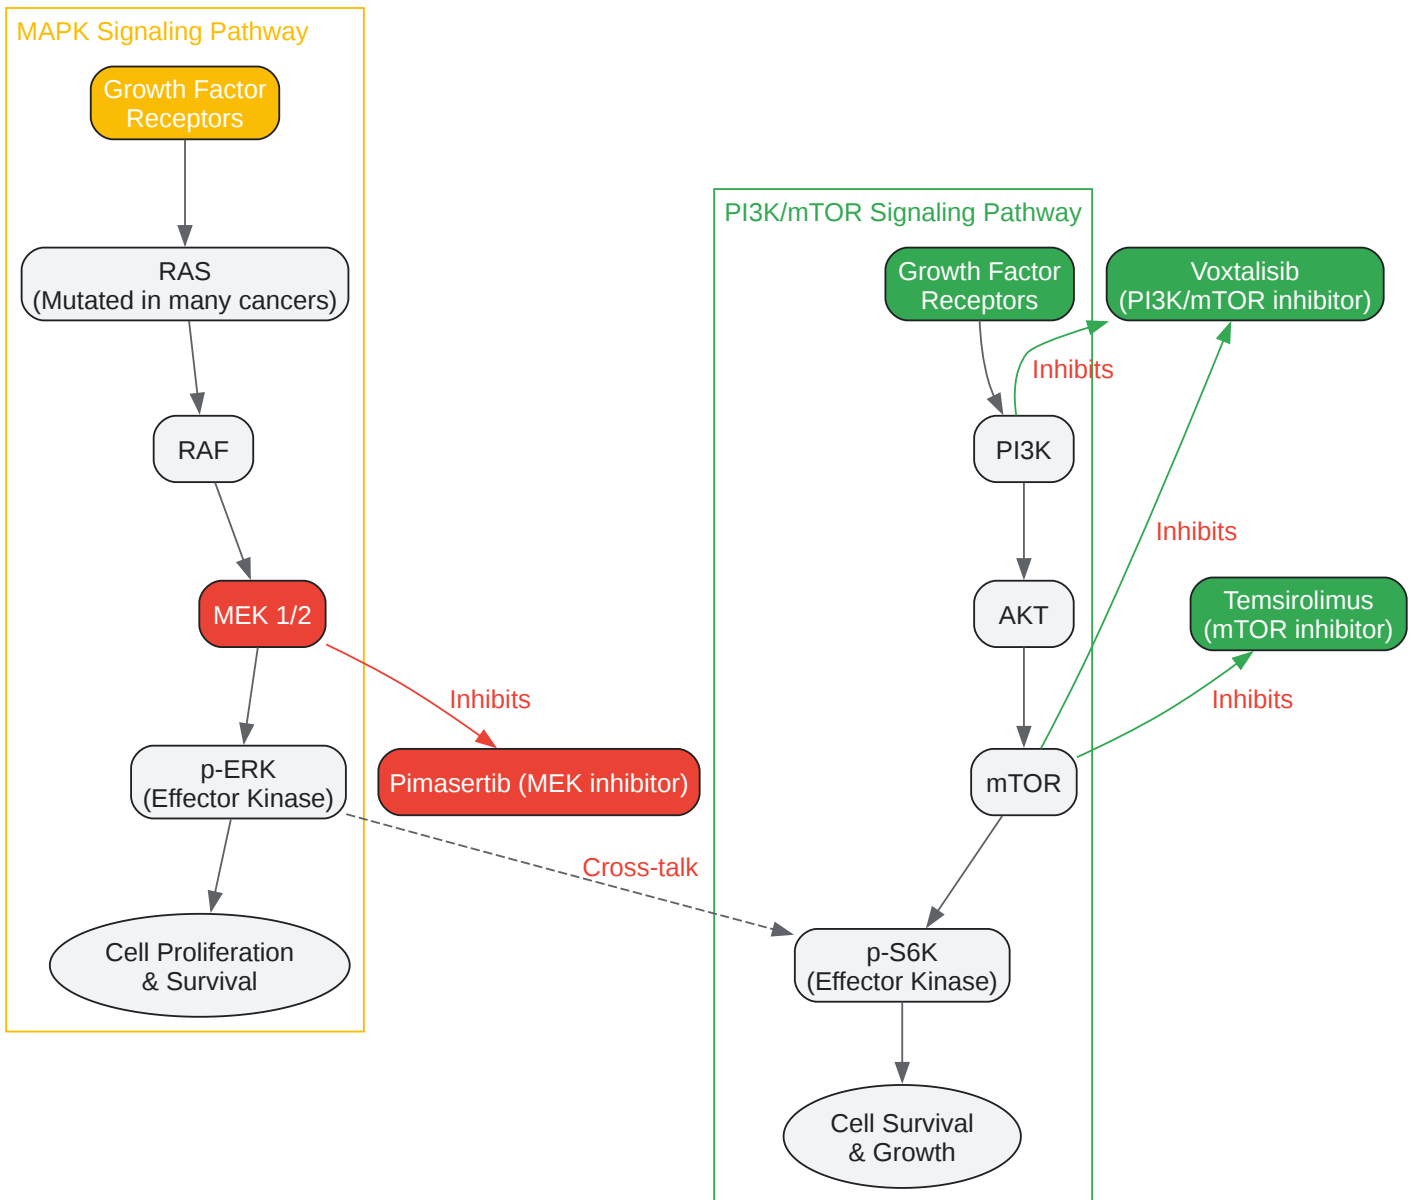 MAPK Signaling Pathway
Growth Factor
Receptors
RAS
(Mutated in many cancers)
RAF
MEK 1/2
Inhibits
p-ERK
(Effector Kinase)
Pimasertib (MEK inhibitor)
Cross-talk
Cell Proliferation
& Survival
PI3K/mTOR Signaling Pathway
Growth Factor
Receptors
Voxtalisib
(PI3K/mTOR inhibitor)
Inhibits
PI3K
Inhibits
AKT
Temsirolimus
(mTOR inhibitor)
Inhibits
mTOR
p-S6K
(Effector Kinase)
Cell Survival
& Growth